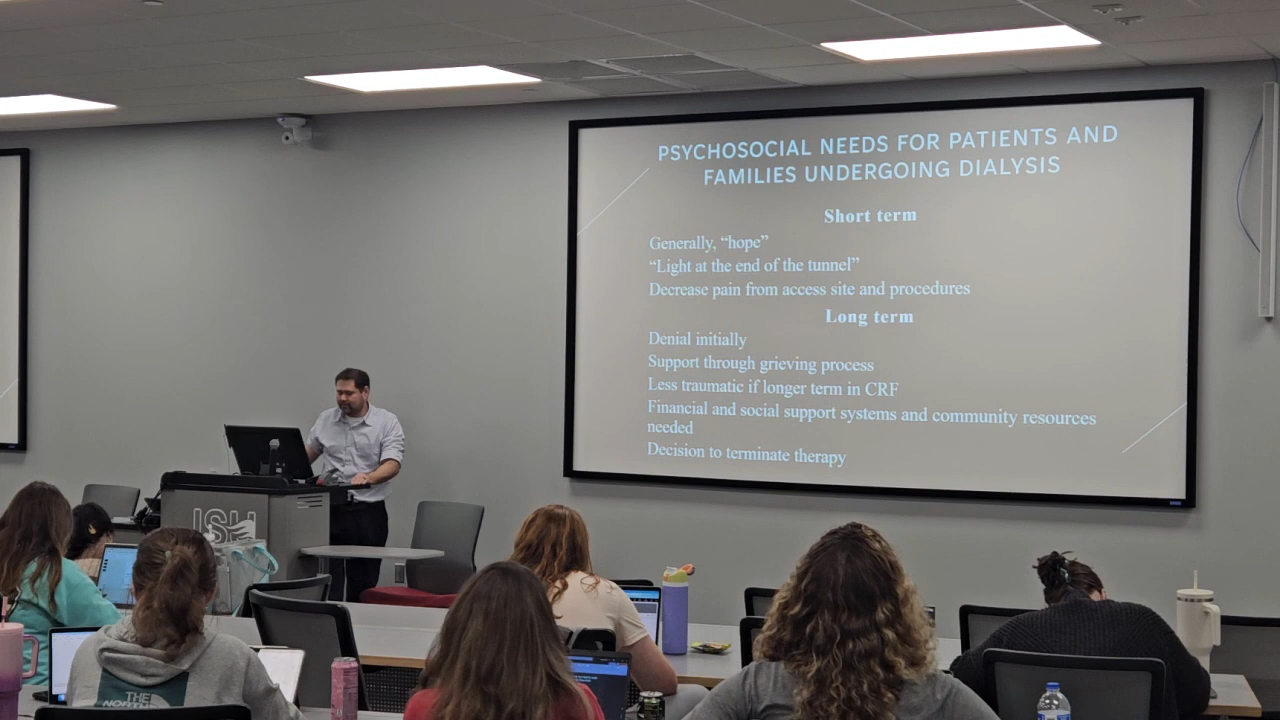 PSYCHOSOCIAL NEEDS FOR PATIENTS AND
FAMILIES UNDERGOING DIALYSIS
Short term
Generally, “hope”
“Light at the end of the tunnel”
Decrease pain from access site and procedures
Long term
Denial initially
Support through grieving process
Less traumatic if longer term in CRF
Financial and social support systems and community resources
needed
Decision to terminate therapy
THE